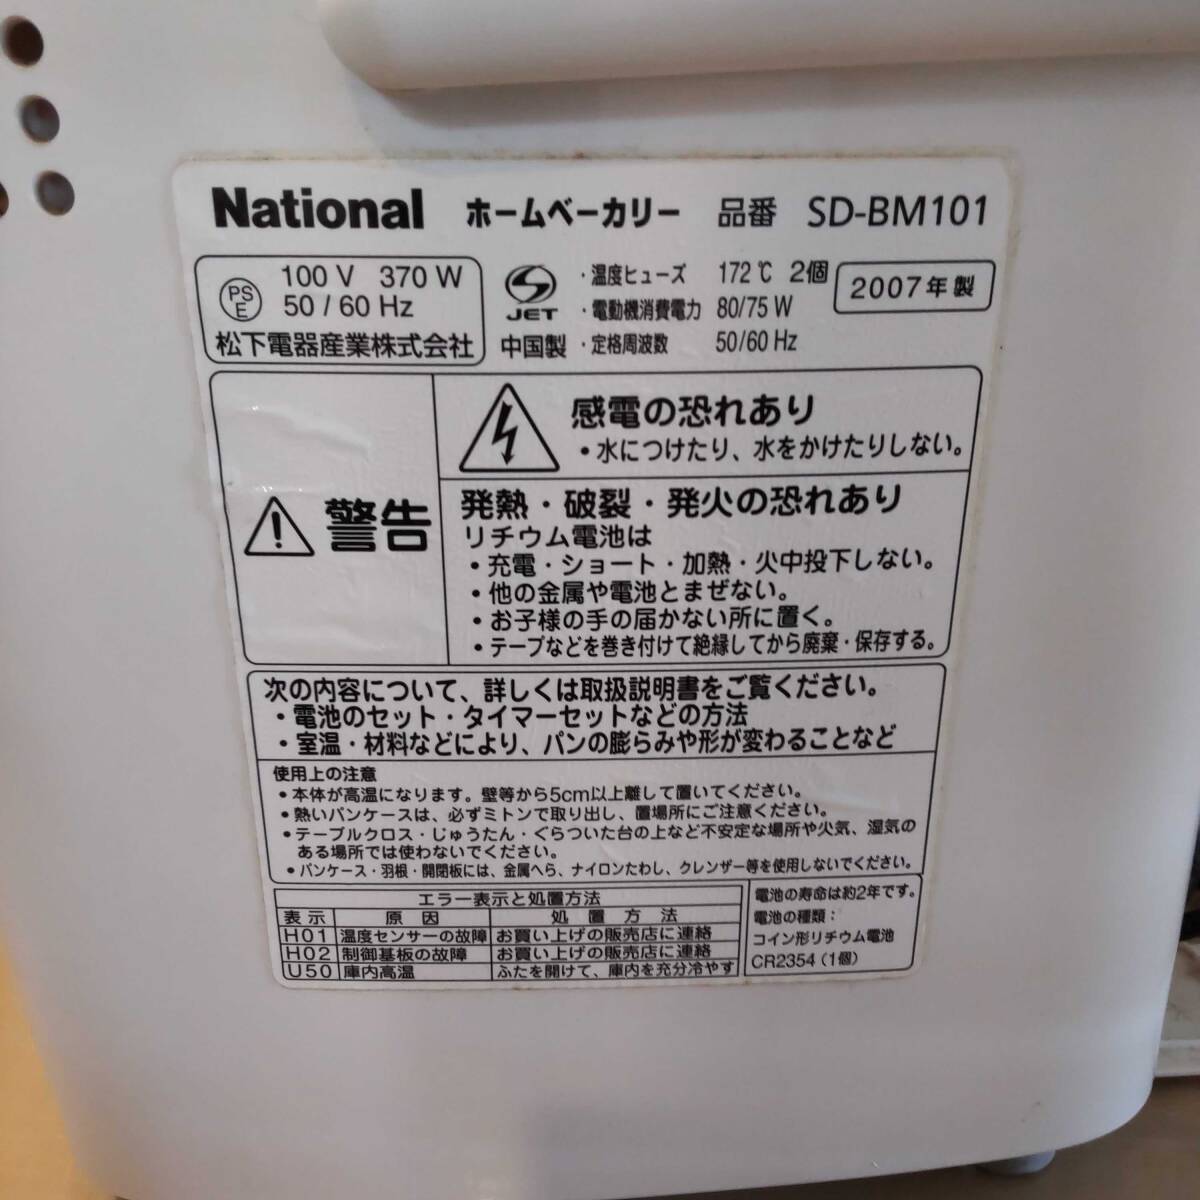 National ホームベーカリー 品番 SD-BM101
PS E 100 V 370 W
50 / 60 Hz
松下電器産業株式会社
S JET 中国製
・温度ヒューズ 172℃ 2個
・電動機消費電力 80/75 W
・定格周波数 50/60 Hz
2007年製
警告
感電の恐れあり
・水につけたり、水をかけたりしない。
発熱・破裂・発火の恐れあり
リチウム電池は
・充電・ショート・加熱・火中投下しない。
・他の金属や電池とまぜない。
・お子様の手の届かない所に置く。
・テープなどを巻き付けて絶縁してから廃棄・保存する。
次の内容について、詳しくは取扱説明書をご覧ください。
・電池のセット・タイマーセットなどの方法
・室温・材料などにより、パンの膨らみや形が変わることなど
使用上の注意
・本体が高温になります。壁等から5cm以上離して置いてください。
・熱いパンケースは、必ずミトンで取り出し、置場所にご注意ください。
・テーブルクロス・じゅうたん・ぐらついた台の上など不安定な場所や火気、湿気の
ある場所では使わないでください。
・パンケース・羽根・開閉板には、金属へら、ナイロンたわし、クレンザー等を使用しないでください。
エラー表示と処置方法
表示 原因 処置方法
H01 温度センサーの故障 お買い上げの販売店に連絡
H02 制御基板の故障 お買い上げの販売店に連絡
U50 庫内高温 ふたを開けて、庫内を充分冷やす
電池の寿命は約2年です。
電池の種類：
コイン形リチウム電池
CR2354（1個）